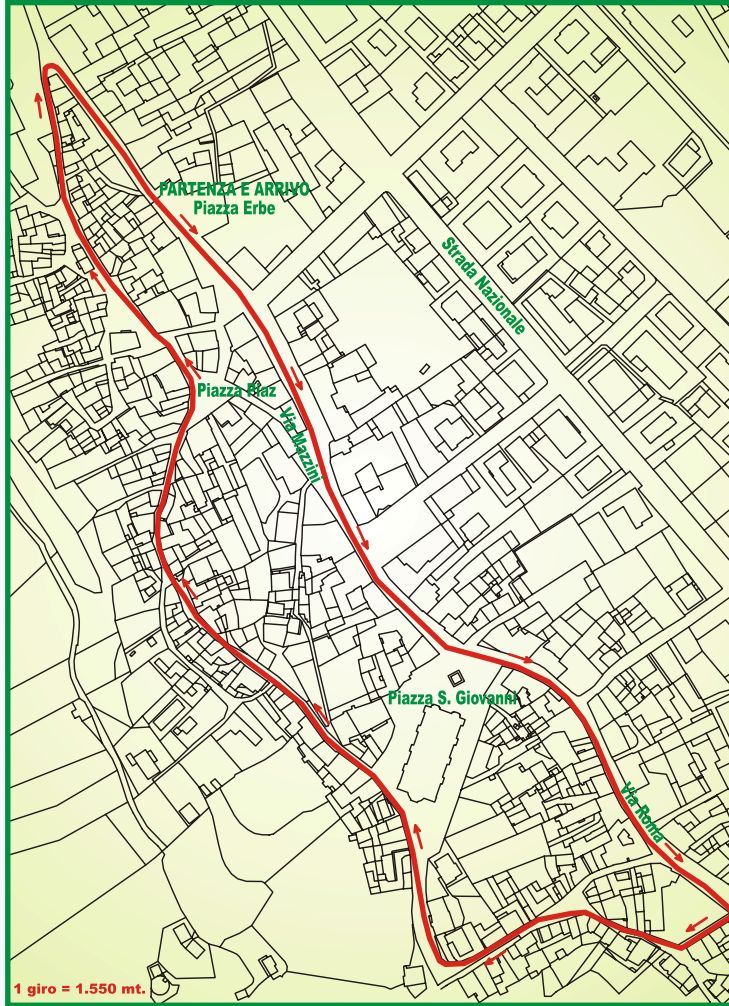 PARTENZA E ARRIVO
Piazza Erbe
Strada Nazionale
Piazza Piaz
Via Mazzini
Piazza S. Giovanni
Via Roma
1 giro = 1.550 mt.